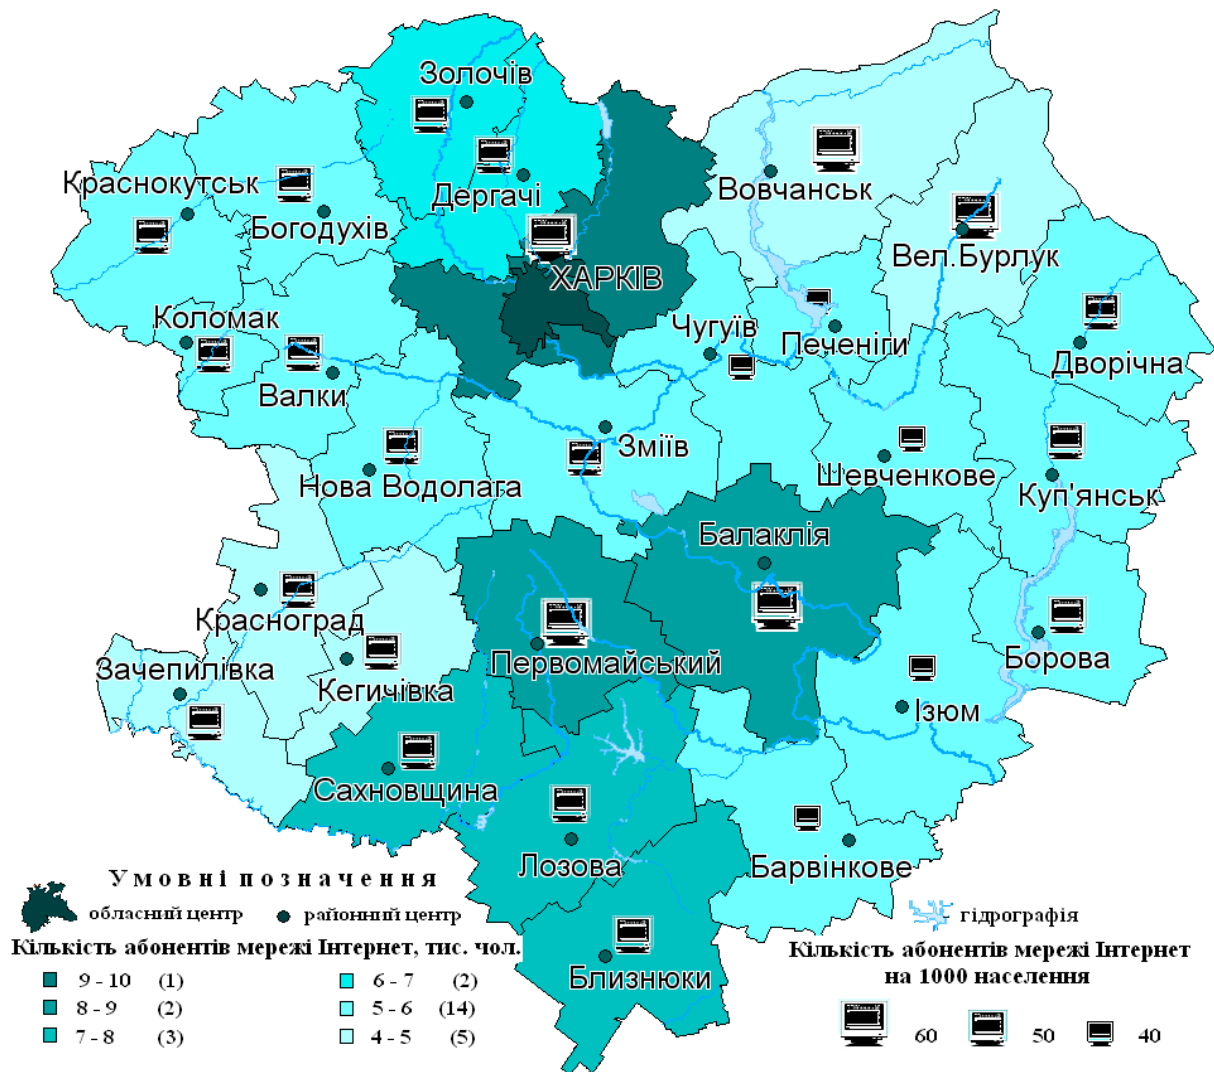 Золочів
Дергачі
Краснокутськ
Богодухів
Вовчанськ
Вел.Бурлук
ХАРКІВ
Коломак
Валки
Чугуїв
Печеніги
Дворічна
Зміїв
Нова Водолага
Шевченкове
Куп'янськ
Балаклія
Красноград
Первомайський
Борова
Зачепилівка
Кегичівка
Ізюм
Сахновщина
Лозова
Барвінкове
Близнюки
Умовні позначення
обласний центр
районний центр
гідрографія
Кількість абонентів мережі Інтернет, тис. чол.
9 - 10 (1)
8 - 9 (2)
7 - 8 (3)
6 - 7 (2)
5 - 6 (14)
4 - 5 (5)
Кількість абонентів мережі Інтернет
на 1000 населення
60
50
40